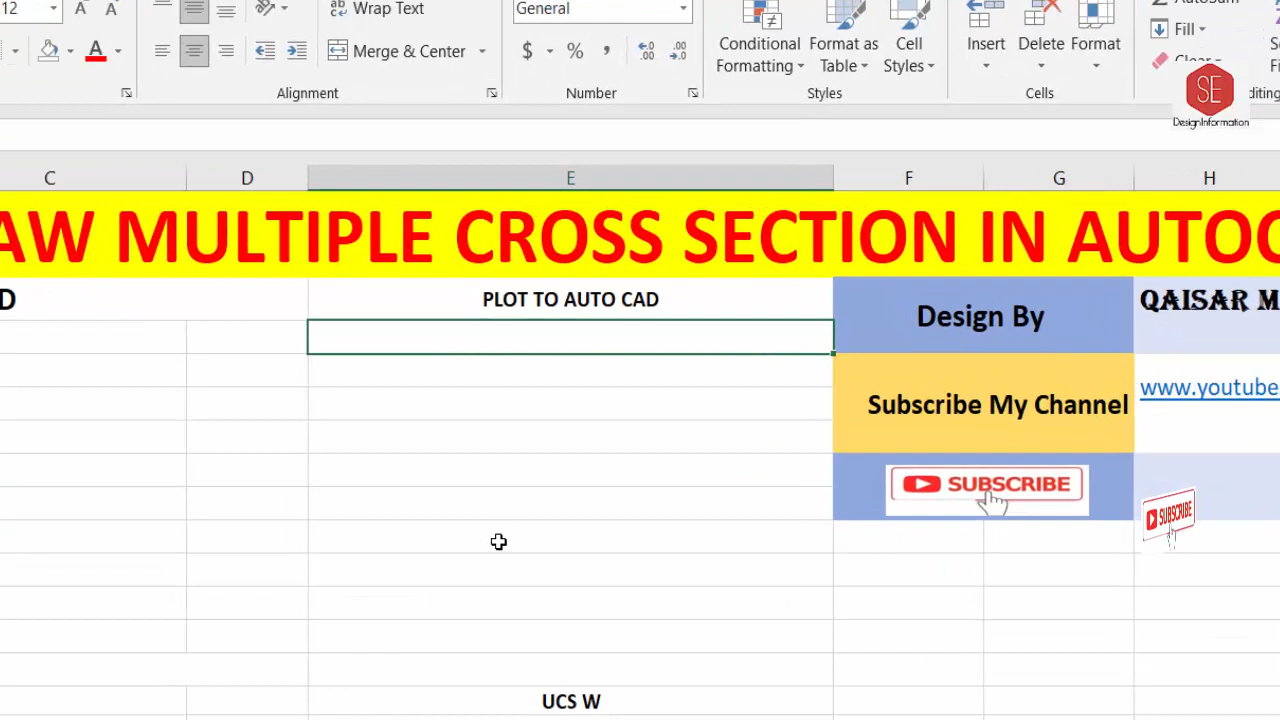 12 A A Wrap Text General
Merge & Center $ % , Conditional Formatting Format as Table Cell Styles Insert Delete Format Fill
Alignment Number Styles Cells
SE
DesignInformation
C D E F G H
AW MULTIPLE CROSS SECTION IN AUTOC
D PLOT TO AUTO CAD
Design By QAISAR M
Subscribe My Channel www.youtube
SUBSCRIBE
SUBSCRIBE
UCS W